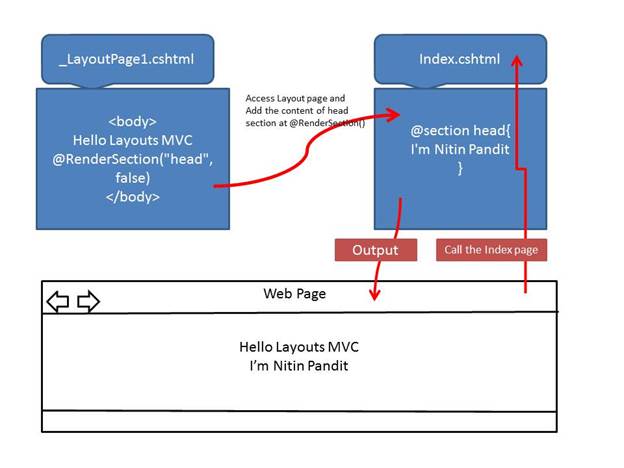 _LayoutPage1.cshtml
Index.cshtml
<body>
Hello Layouts MVC
@RenderSection("head",
false)
</body>
Access Layout page and
Add the content of head
section at @RenderSection()
@section head{
I'm Nitin Pandit
}
Output
Call the Index page
Web Page
Hello Layouts MVC
I'm Nitin Pandit